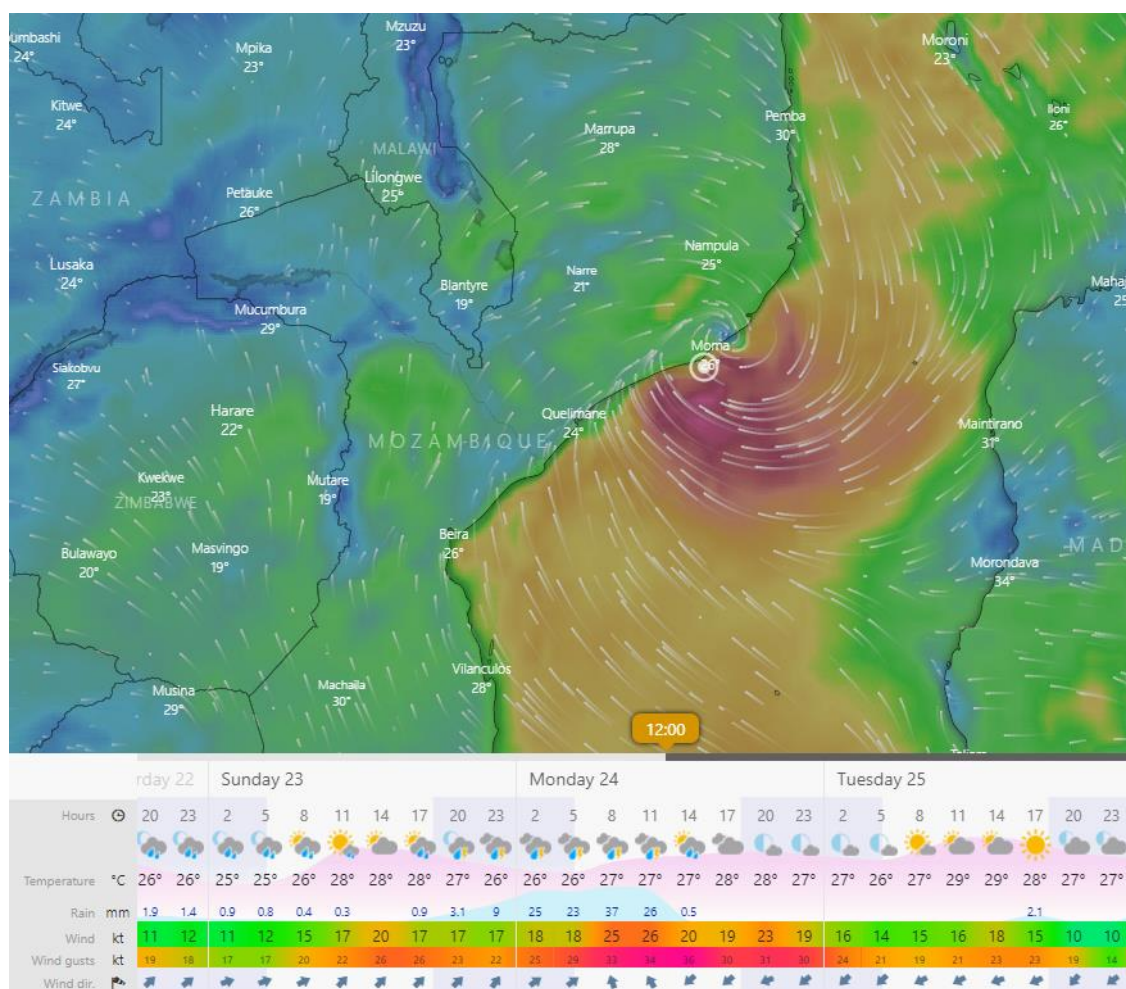 Mzuzu
23°
umbashi
24°
Mpika
23°
Moroni
23°
Kitwe
24°
Pemba
30°
Iloni
26°
Marrupa
28°
MALAWI
Lilongwe
25°
ZAMBIA
Petauke
26°
Nampula
25°
Lusaka
24°
Narre
21°
Blantyre
19°
Mahaj
25
Mucumbura
29°
Moma
Siakobvu
27°
Harare
22°
Quelimane
24°
Maintirano
31°
MOZAMBIQUE
Kwekwe
23°
ZIMBABWE
Mutare
19°
Beira
26°
Bulawayo
20°
Masvingo
19°
MAD
Morondava
34°
Vilanculos
28°
Musina
29°
Machaila
30°
12:00
rday 22 Sunday 23 Monday 24 Tuesday 25
Hours 20 23 2 5 8 11 14 17 20 23 2 5 8 11 14 17 20 23 2 5 8 11 14 17 20 23
Temperature °C 26° 26° 25° 25° 26° 28° 28° 28° 27° 26° 26° 26° 27° 27° 27° 28° 28° 27° 27° 26° 27° 29° 29° 28° 27° 27°
Rain mm 1.9 1.4 0.9 0.8 0.4 0.3 0.9 3.1 9 25 23 37 26 0.5 2.1
Wind kt 11 12 11 12 15 17 20 17 17 17 18 18 25 26 20 19 23 19 16 14 15 16 18 15 10 10
Wind gusts kt 19 18 17 17 20 22 26 26 23 22 25 29 33 34 36 30 31 30 24 21 19 21 23 23 19 14
Wind dir.